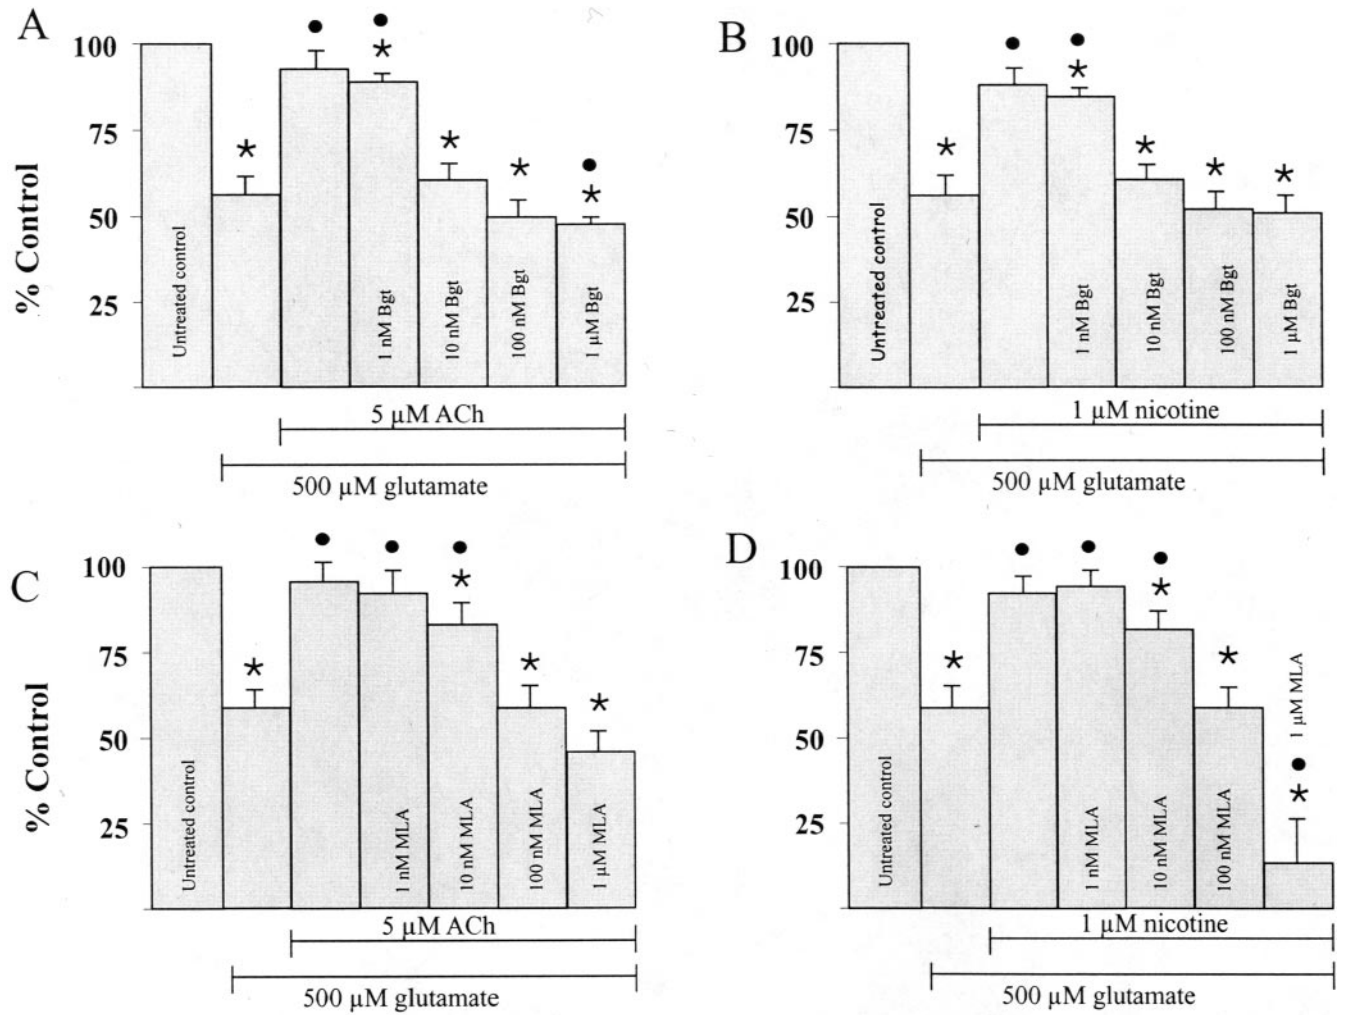 A
% Control
100
75
50
25
Untreated control
*
●
● *
1 nM Bgt
*
10 nM Bgt
*
100 nM Bgt
● *
1 µM Bgt
5 µM ACh
500 µM glutamate
B
100
75
50
25
Untreated control
*
●
● *
1 nM Bgt
*
10 nM Bgt
*
100 nM Bgt
*
1 µM Bgt
1 µM nicotine
500 µM glutamate
C
% Control
100
75
50
25
Untreated control
*
●
●
1 nM MLA
● *
10 nM MLA
*
100 nM MLA
*
1 µM MLA
5 µM ACh
500 µM glutamate
D
100
75
50
25
Untreated control
*
●
●
1 nM MLA
● *
10 nM MLA
*
100 nM MLA
1 µM MLA
● *
1 µM nicotine
500 µM glutamate